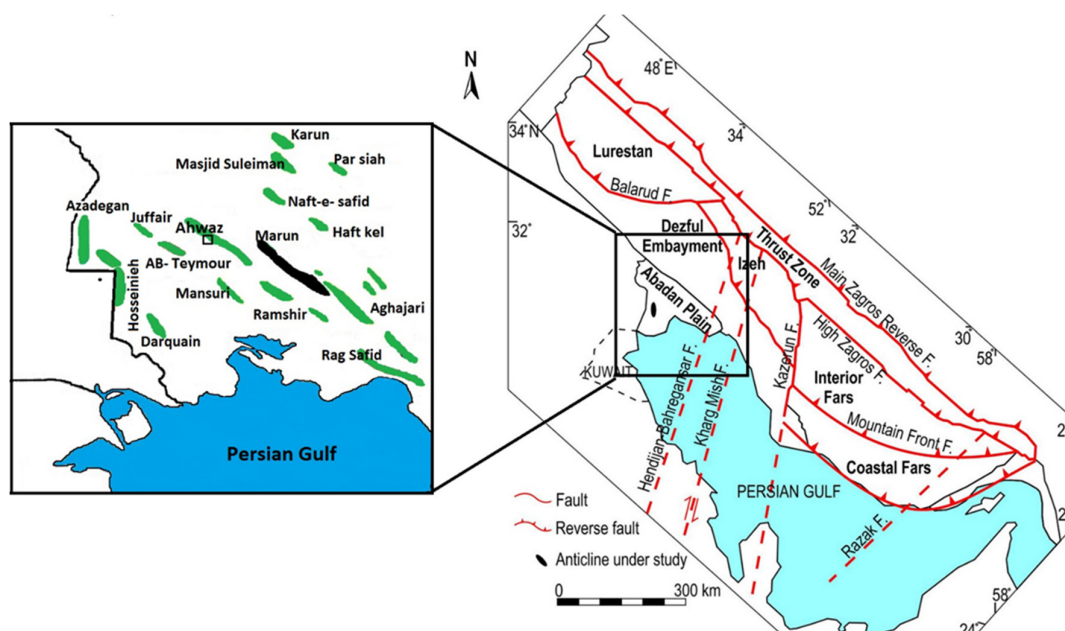 Karun
Masjid Suleiman
Par siah
Naft-e- safid
Azadegan
Juffair
Ahwaz
Haft kel
Marun
AB- Teymour
Hosseinieh
Mansuri
Ramshir
Aghajari
Darquain
Rag Safid
Persian Gulf
N
48° E
34° N
34°
Lurestan
Balarud F.
52°
32°
32°
Dezful
Embayment
Izeh
Thrust Zone
Main Zagros Reverse F.
Abadan Plain
30°
58°
High Zagros F.
KUWAIT
Kazerun F.
Hendijan-Bahregansar F.
Kharg Mish F.
Interior
Fars
Mountain Front F.
Coastal Fars
PERSIAN GULF
Razak F.
Fault
Reverse fault
Anticline under study
0 300 km
58°
24°